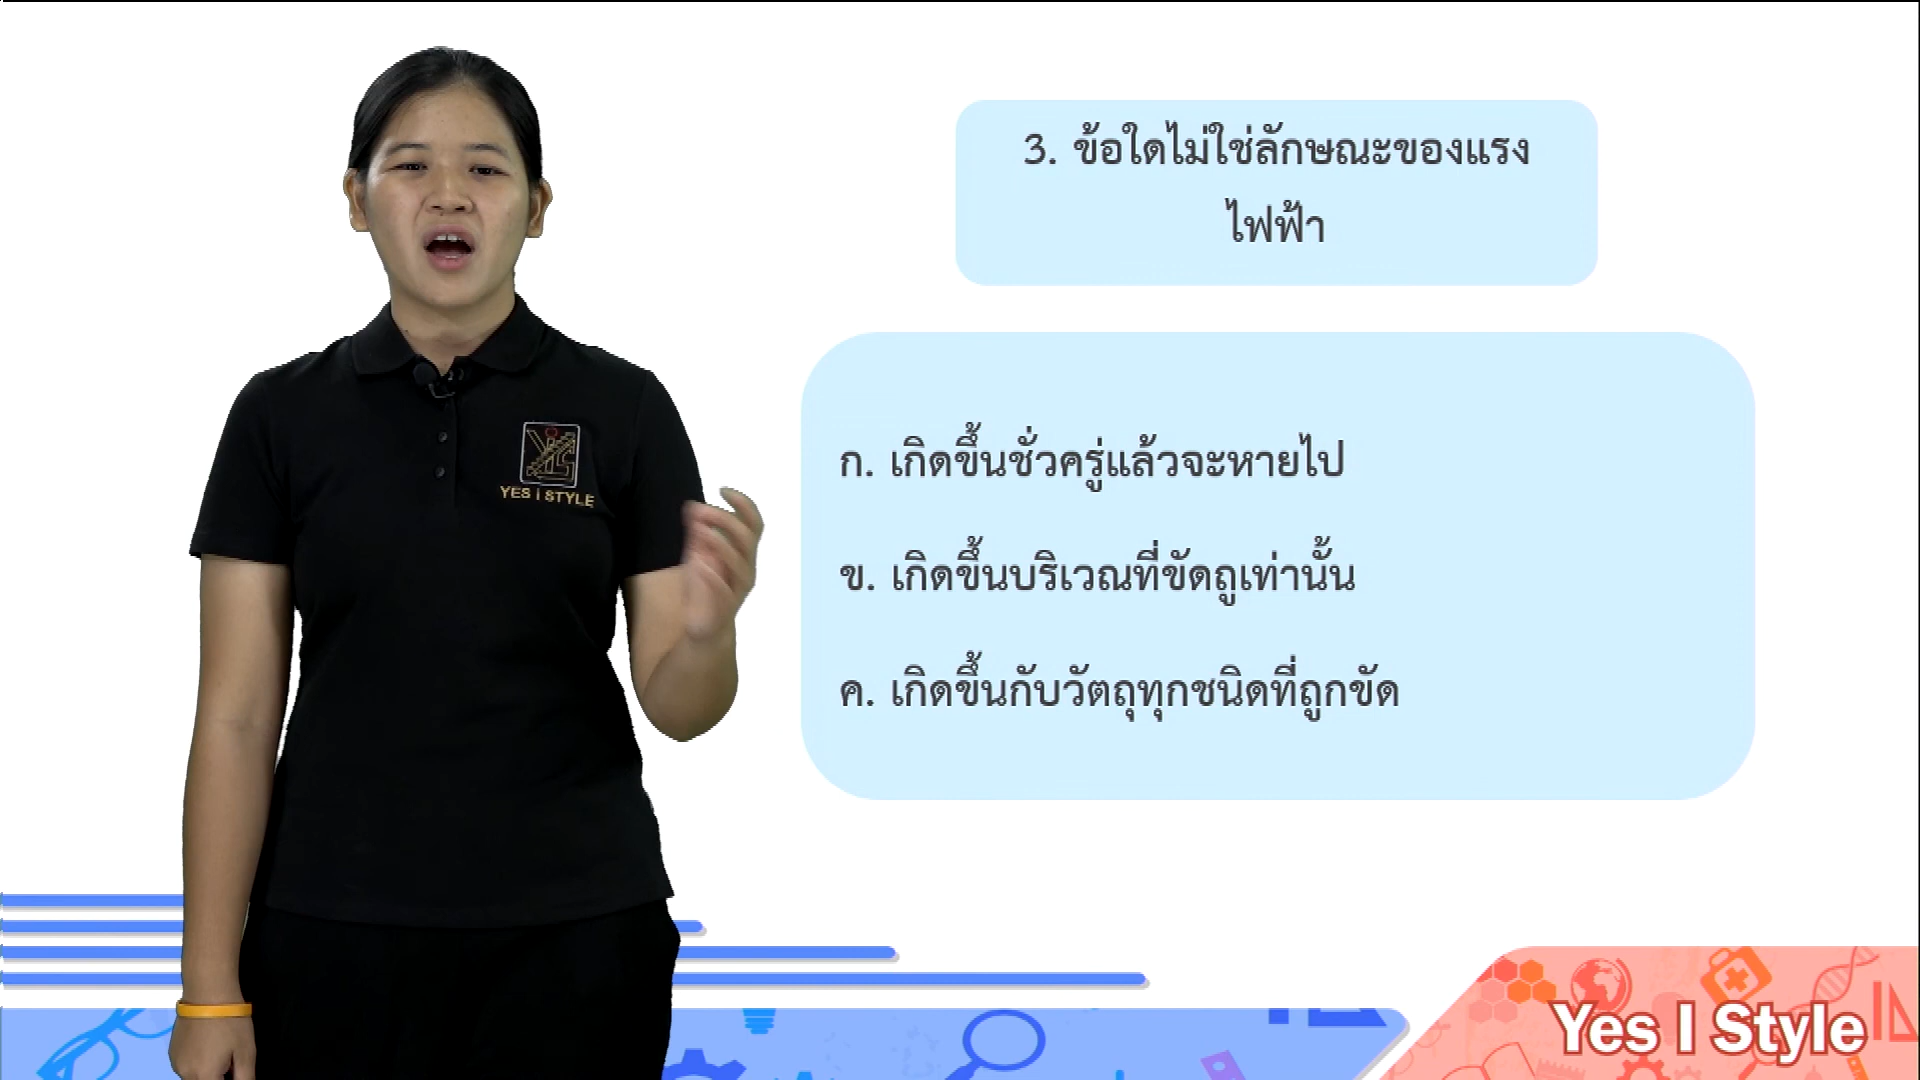 3. ข้อใดไม่ใช่ลักษณะของแรง
ไฟฟ้า
ก. เกิดขึ้นชั่วครู่แล้วจะหายไป
ข. เกิดขึ้นบริเวณที่ขัดถูเท่านั้น
ค. เกิดขึ้นกับวัตถุทุกชนิดที่ถูกขัด
YES i STYLE
Yes I Style